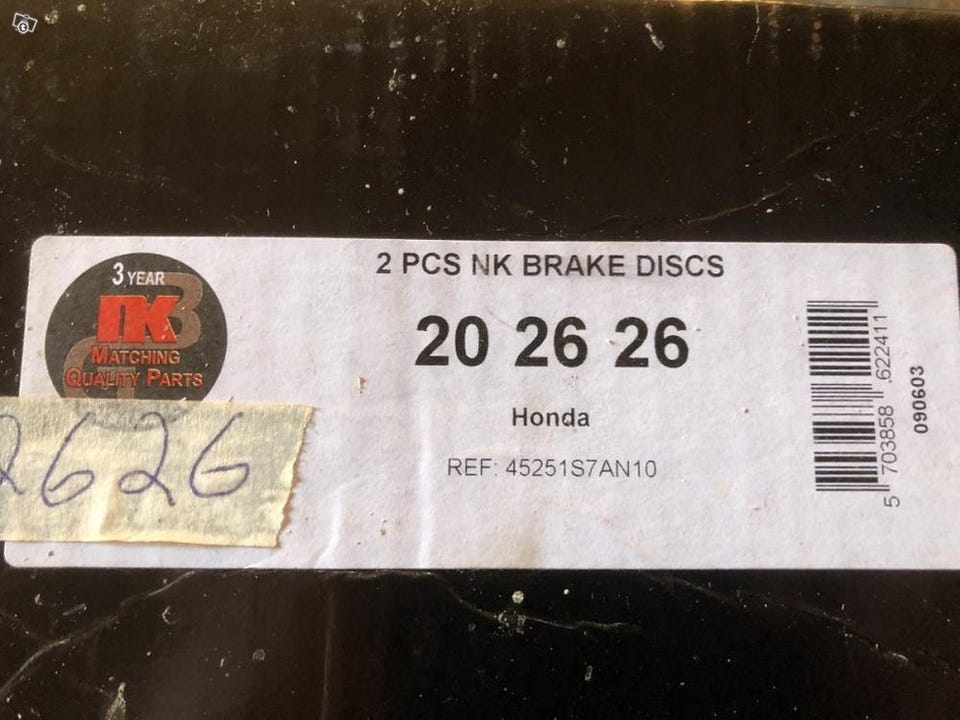 3 YEAR
NK
MATCHING
QUALITY PARTS
2626
2 PCS NK BRAKE DISCS
20 26 26
Honda
REF: 45251S7AN10
5 703858 622411
090603